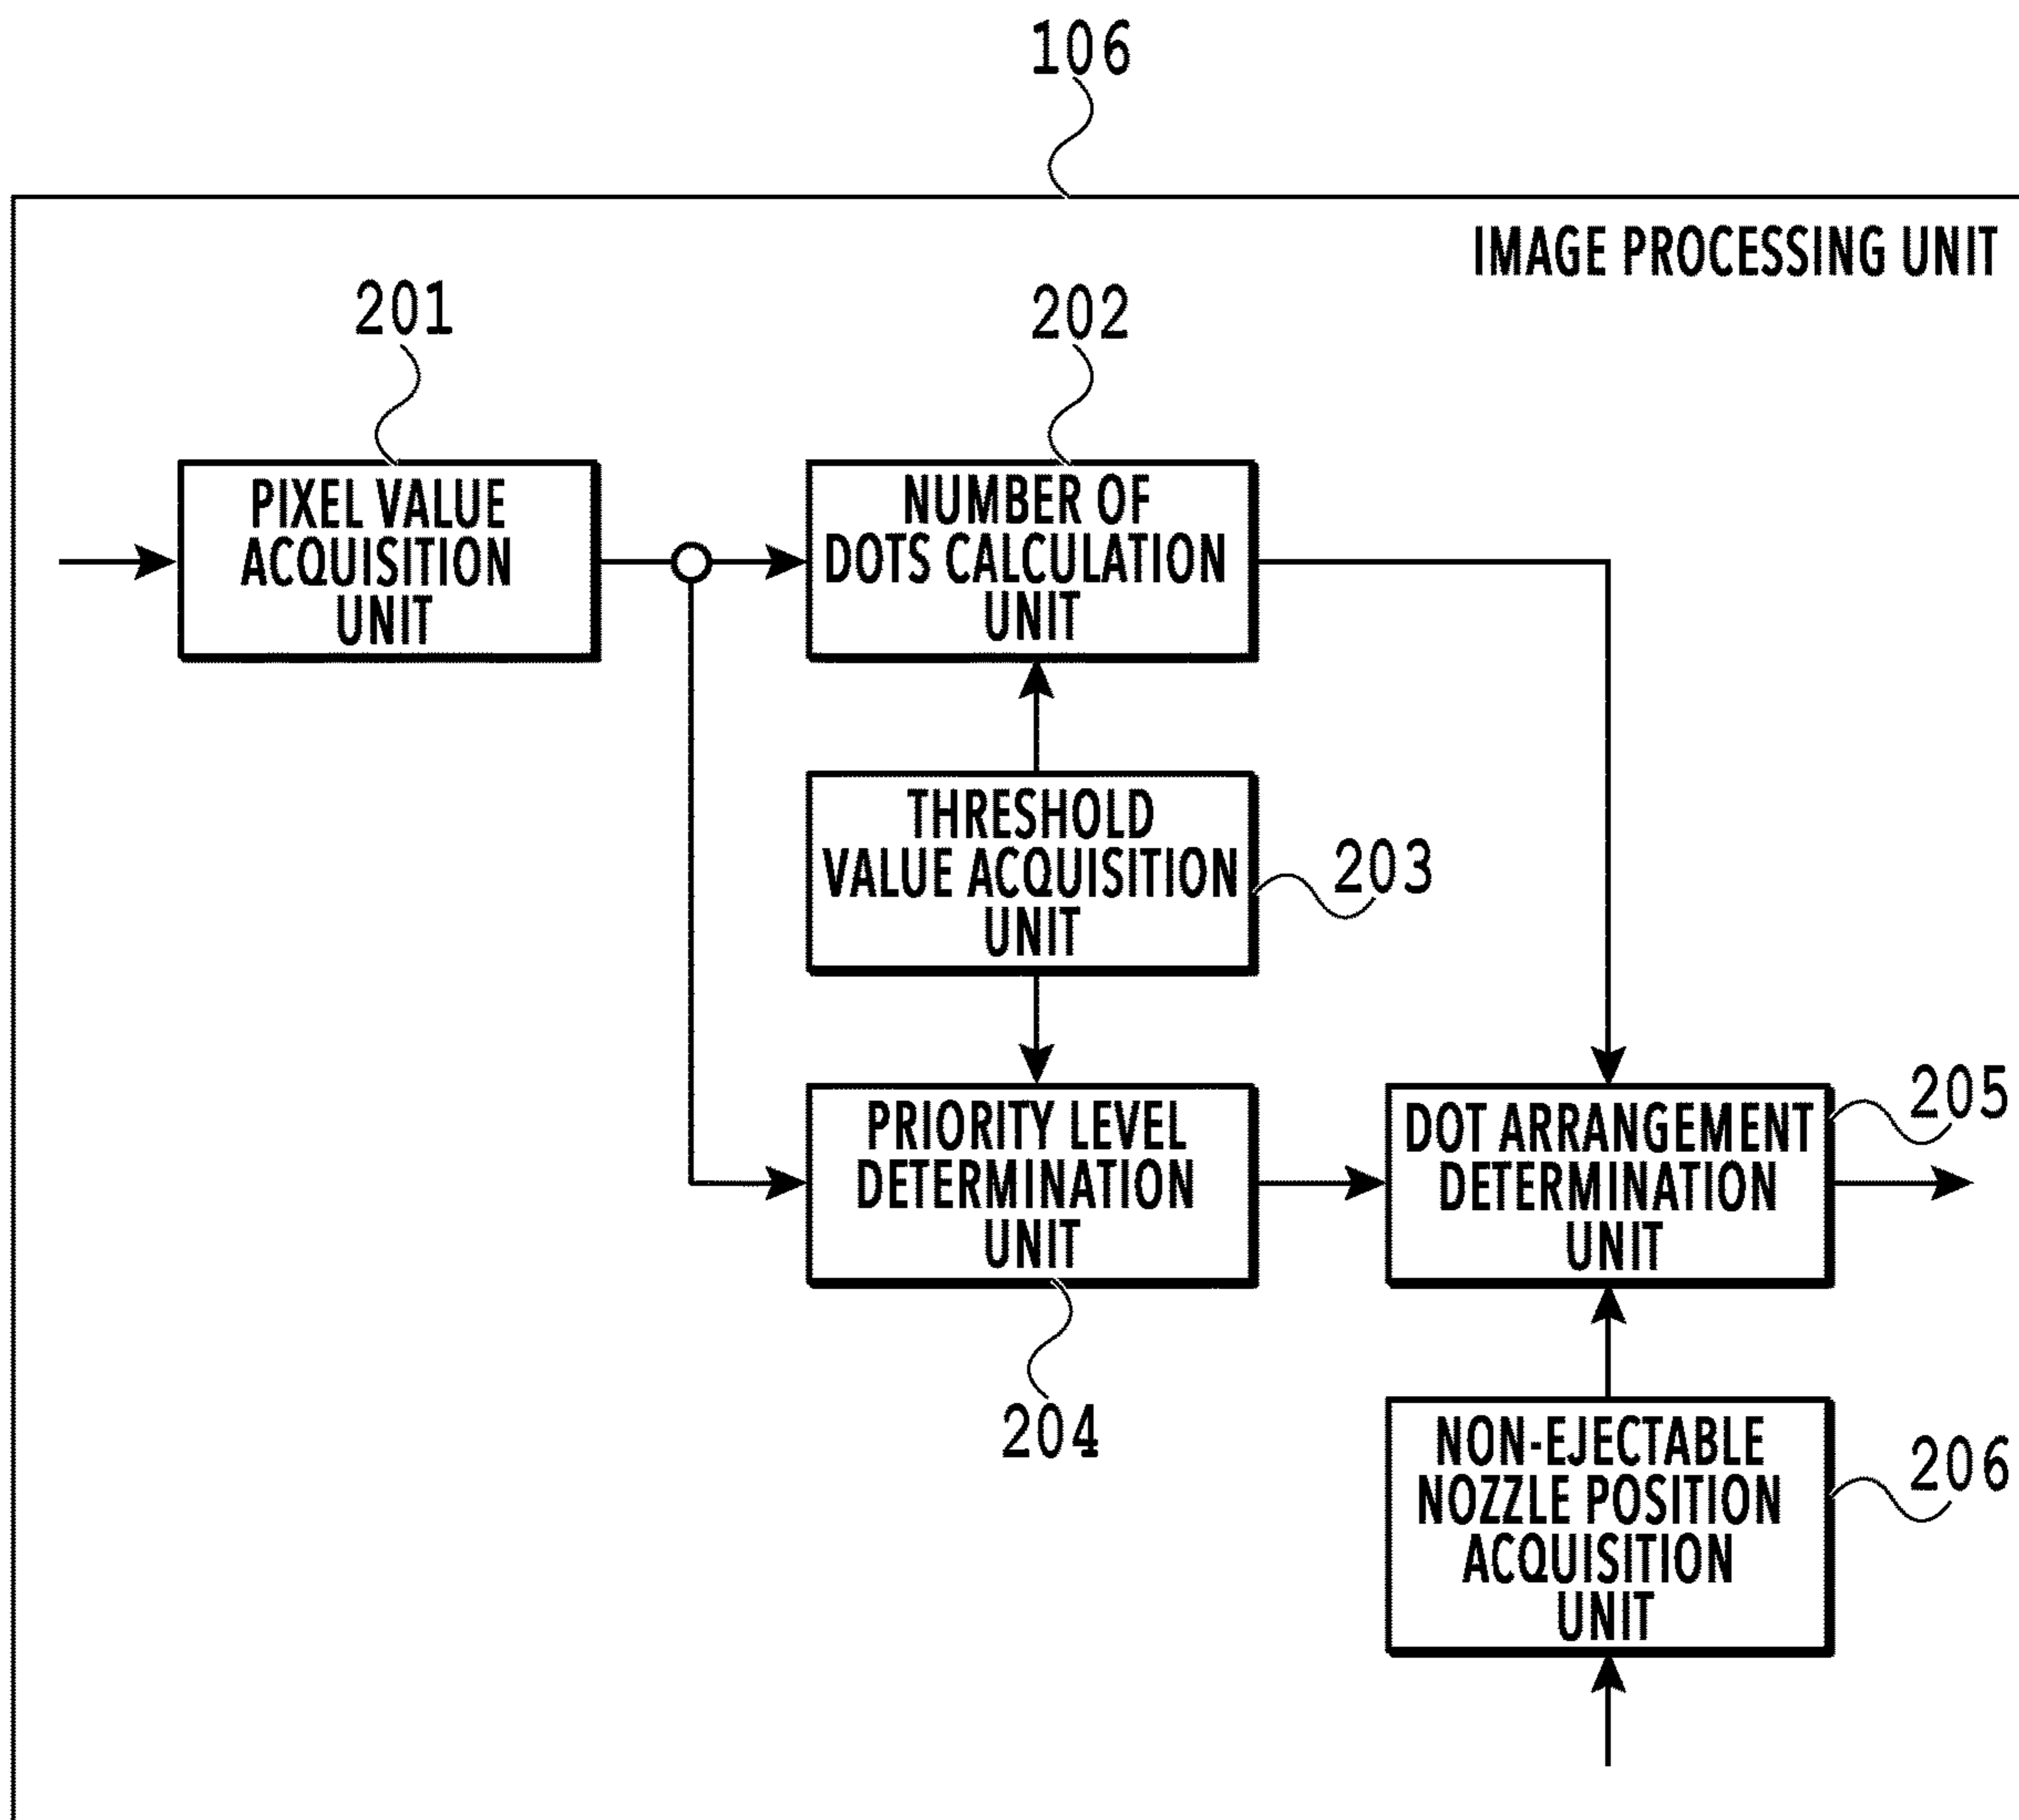 106
IMAGE PROCESSING UNIT
201
202
PIXEL VALUE
ACQUISITION
UNIT
NUMBER OF
DOTS CALCULATION
UNIT
THRESHOLD
VALUE ACQUISITION
UNIT
203
PRIORITY LEVEL
DETERMINATION
UNIT
204
DOT ARRANGEMENT
DETERMINATION
UNIT
205
NON-EJECTABLE
NOZZLE POSITION
ACQUISITION
UNIT
206